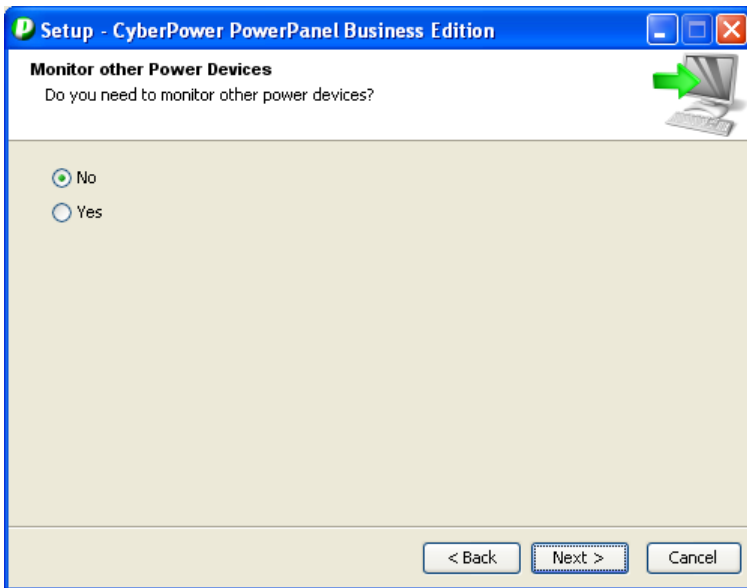 Setup - CyberPower PowerPanel Business Edition
Monitor other Power Devices
Do you need to monitor other power devices?
No
Yes
< Back Next > Cancel